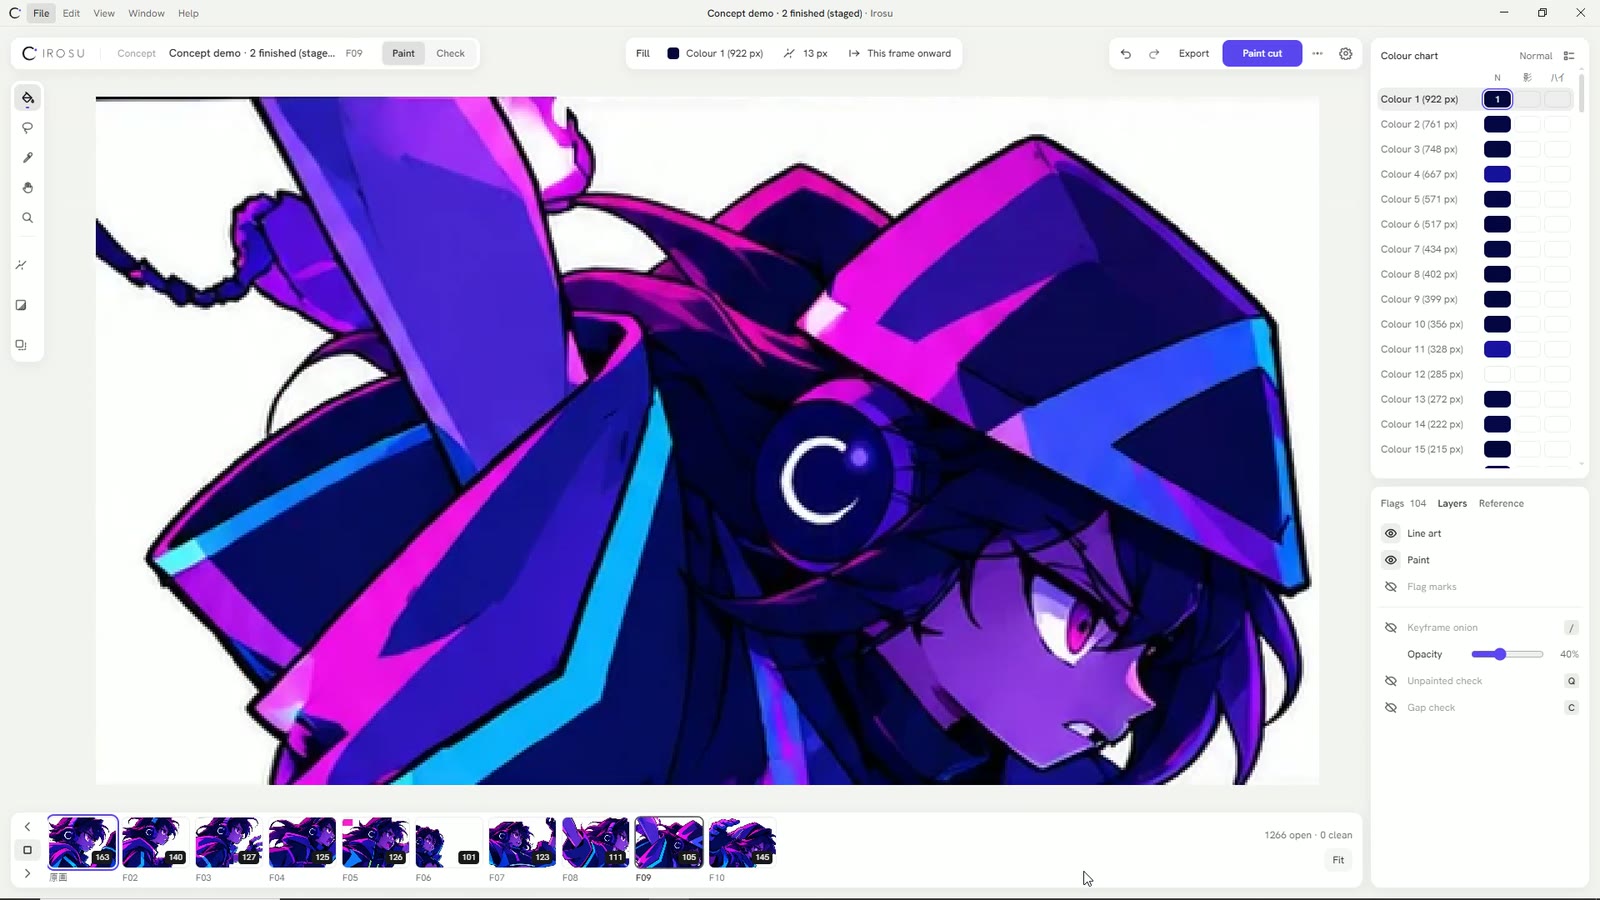 File Edit View Window Help
Concept demo · 2 finished (staged) · Irosu
IROSU Concept Concept demo · 2 finished (stage... F09 Paint Check
Fill Colour 1 (922 px) 13 px This frame onward
Export Paint cut
Colour chart Normal
N 影 ハイ
Colour 1 (922 px) 1
Colour 2 (761 px)
Colour 3 (748 px)
Colour 4 (667 px)
Colour 5 (571 px)
Colour 6 (517 px)
Colour 7 (434 px)
Colour 8 (402 px)
Colour 9 (399 px)
Colour 10 (356 px)
Colour 11 (328 px)
Colour 12 (285 px)
Colour 13 (272 px)
Colour 14 (222 px)
Colour 15 (215 px)
Flags 104 Layers Reference
Line art
Paint
Flag marks
Keyframe onion /
Opacity 40%
Unpainted check Q
Gap check C
163 140 127 125 126 101 123 111 105 145
原画 F02 F03 F04 F05 F06 F07 F08 F09 F10
1266 open · 0 clean
Fit